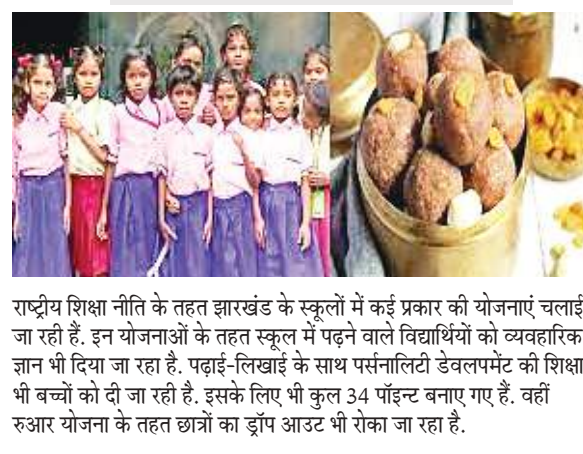 राष्ट्रीय शिक्षा नीति के तहत झारखंड के स्कूलों में कई प्रकार की योजनाएं चलाई
जा रही हैं. इन योजनाओं के तहत स्कूल में पढ़ने वाले विद्यार्थियों को व्यवहारिक
ज्ञान भी दिया जा रहा है. पढ़ाई-लिखाई के साथ पर्सनालिटी डेवलपमेंट की शिक्षा
भी बच्चों को दी जा रही है. इसके लिए भी कुल 34 पॉइन्ट बनाए गए हैं. वहीं
रुआर योजना के तहत छात्रों का ड्रॉप आउट भी रोका जा रहा है.